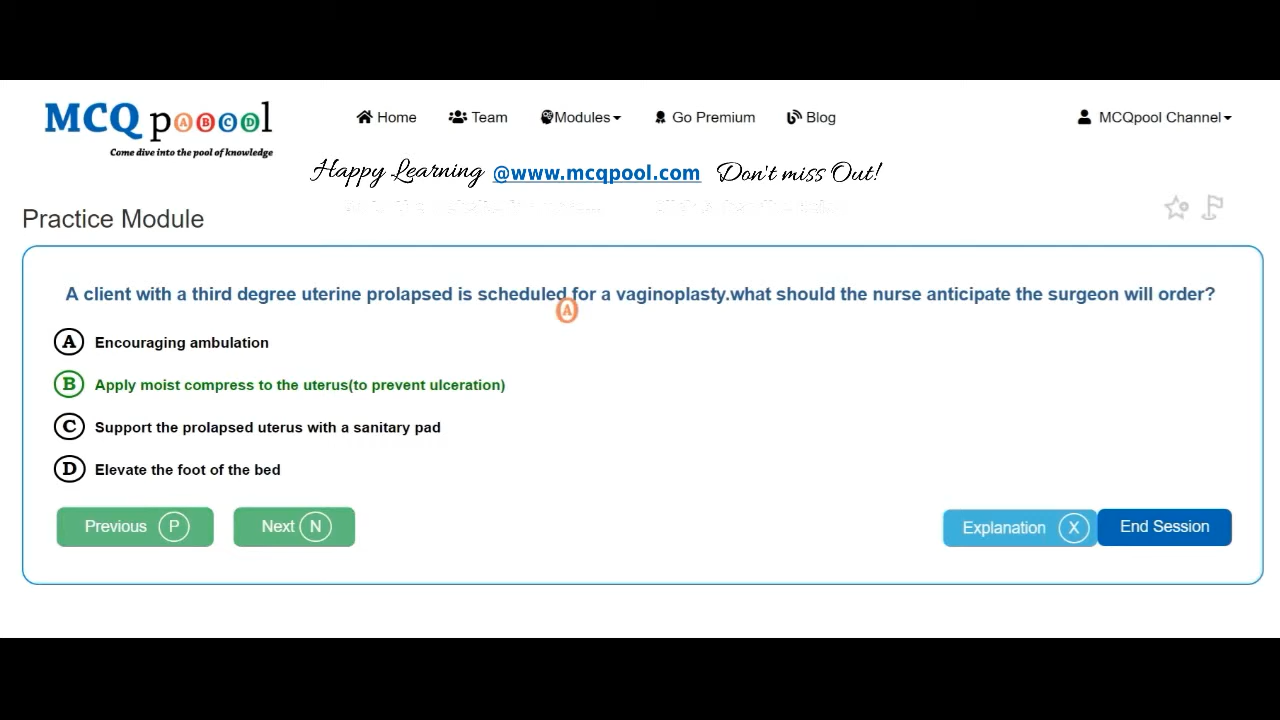 MCQ pooool
Come dive into the pool of knowledge
Home Team Modules Go Premium Blog MCQpool Channel
Happy Learning @www.mcqpool.com Don't miss Out!
Practice Module
A client with a third degree uterine prolapsed is scheduled for a vaginoplasty.what should the nurse anticipate the surgeon will order?
A
A Encouraging ambulation
B Apply moist compress to the uterus(to prevent ulceration)
C Support the prolapsed uterus with a sanitary pad
D Elevate the foot of the bed
Previous P Next N Explanation X End Session